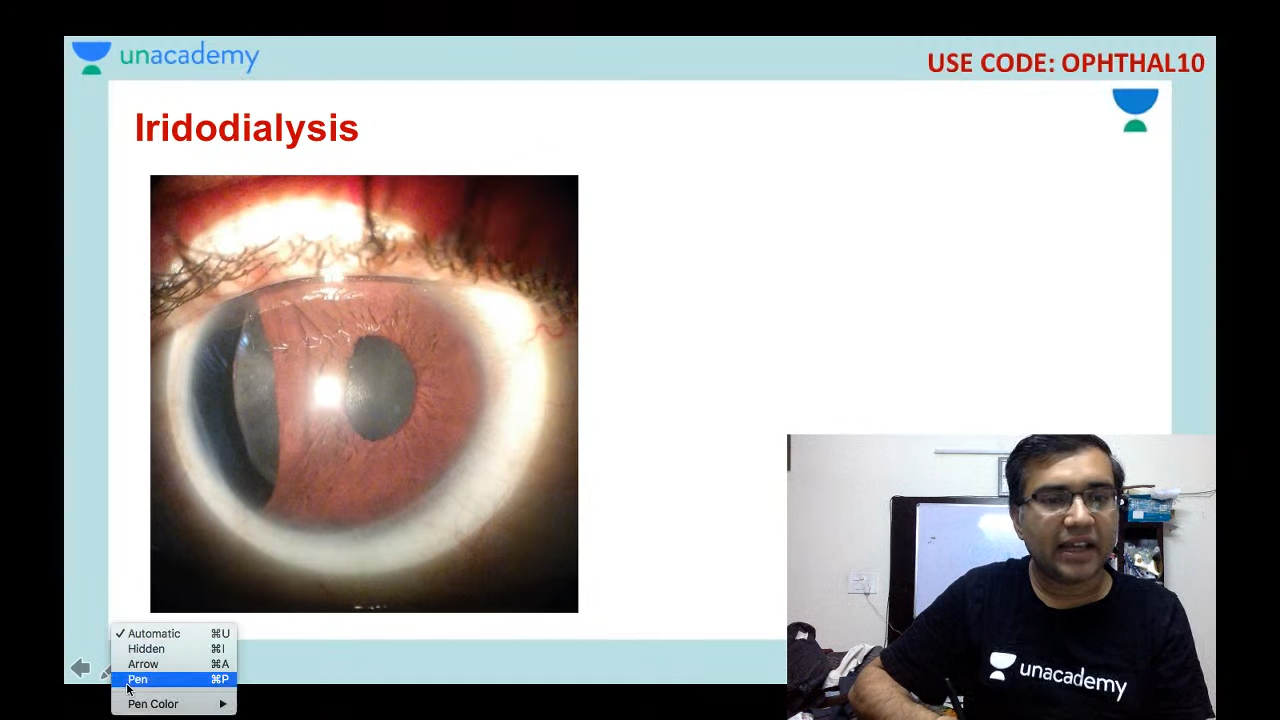 unacademy
USE CODE: OPHTHAL10
Iridodialysis
✓ Automatic ⌘U
Hidden ⌘I
Arrow ⌘A
Pen ⌘P
Pen Color ▶
unacademy